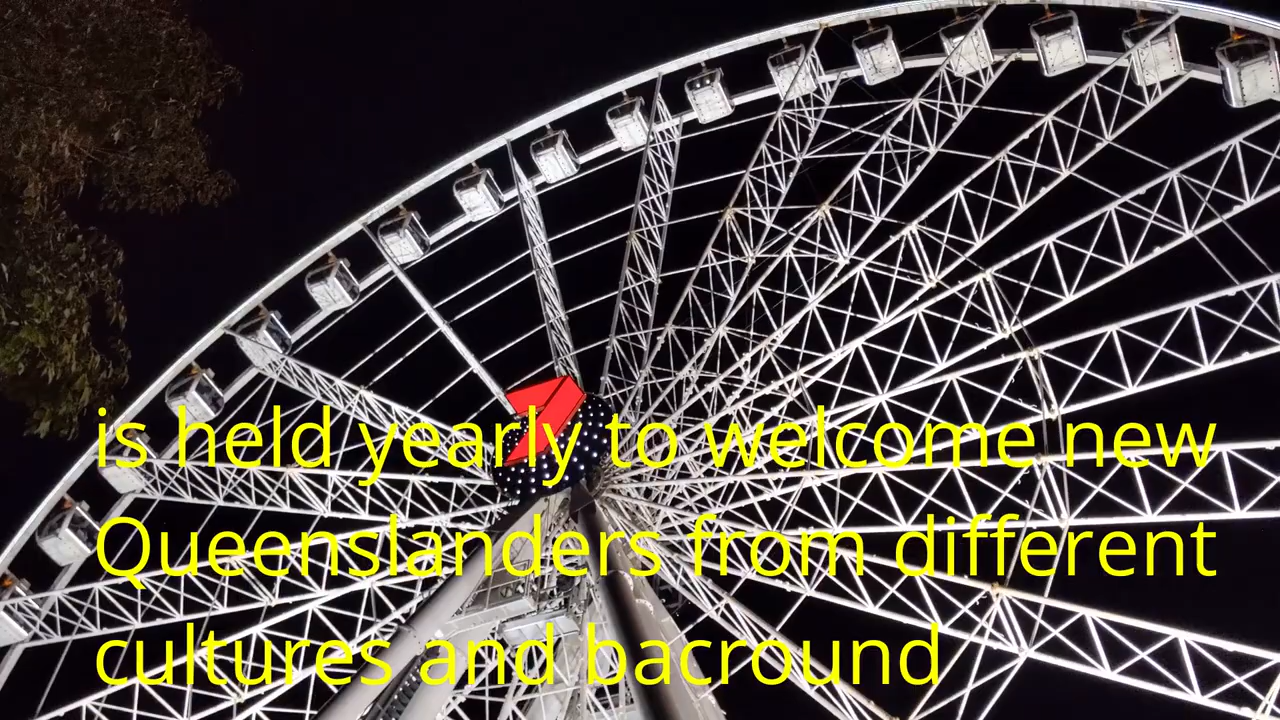 is held yearly to welcome new
Queenslanders from different
cultures and bacround